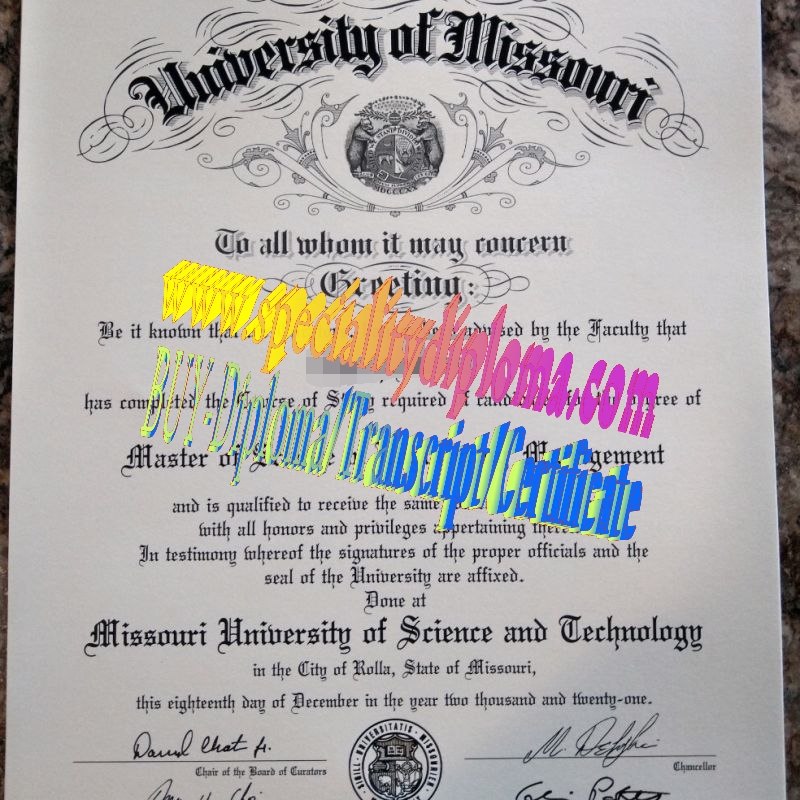 University of Missouri
To all whom it may concern
Greeting:
www.specialitydiploma.com
Be it known that by the Faculty that
BUY-Diploma/Transcript/Certificate
has completed the Course of Study required of candidates for the Degree of
Master of Management
and is qualified to receive the same
with all honors and privileges appertaining
In testimony whereof the signatures of the proper officials and the
seal of the University are affixed.
Done at
Missouri University of Science and Technology
in the City of Rolla, State of Missouri,
this eighteenth day of December in the year two thousand and twenty-one.
Chair of the Board of Curators
Chancellor